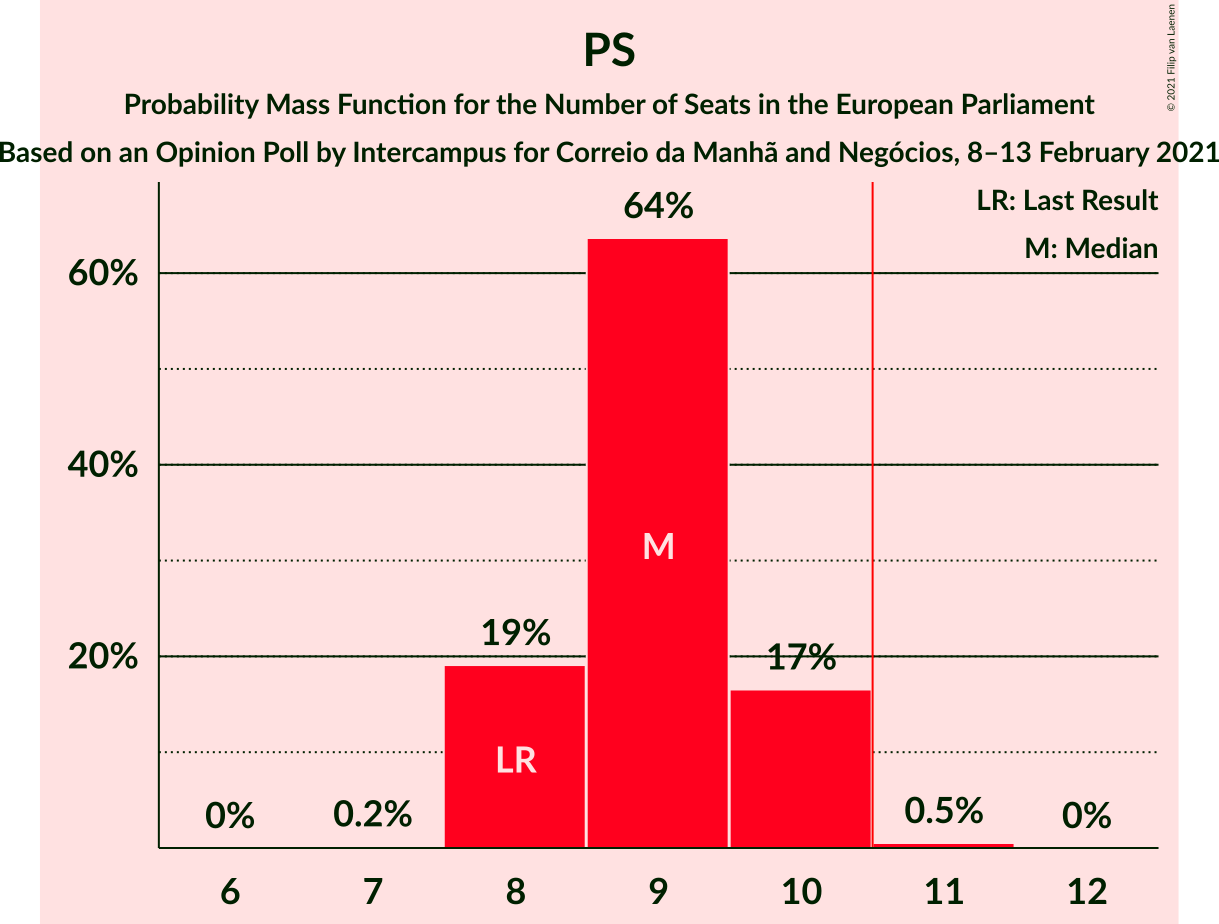 PS
Probability Mass Function for the Number of Seats in the European Parliament
Based on an Opinion Poll by Intercampus for Correio da Manhã and Negócios, 8–13 February 2021
© 2021 Filip van Laenen
LR: Last Result
M: Median
64%
60%
40%
M
19%
20%
17%
LR
0%
0.2%
0.5%
0%
6
7
8
9
10
11
12